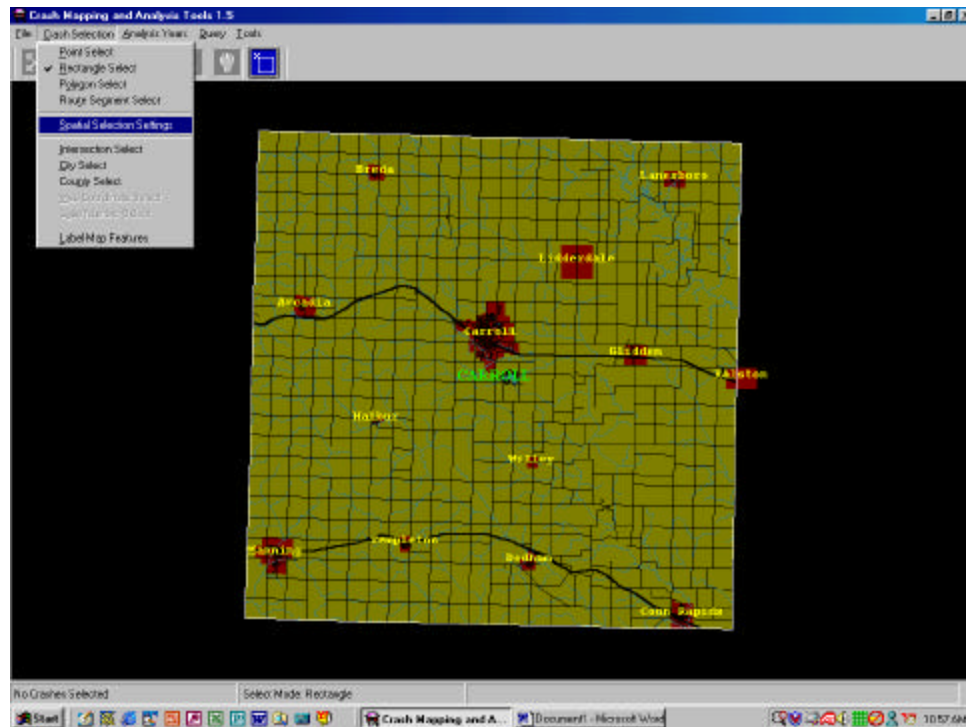 Crash Mapping and Analysis Tools 1.5
File Crash Selection Analysis Years Query Tools
Point Select
Rectangle Select
Polygon Select
Route Segment Select
Spatial Selection Settings
Intersection Select
City Select
County Select
Label Map Features
Breda
Lanesboro
Lidderdale
Arcadia
Carroll
Glidden
CARROLL
Ralston
Halbur
Willey
Manning
Templeton
Dedham
Coon Rapids
No Crashes Selected
Select Mode: Rectangle
Start
Crash Mapping and A...
Document1 - Microsoft Word
10:57 AM